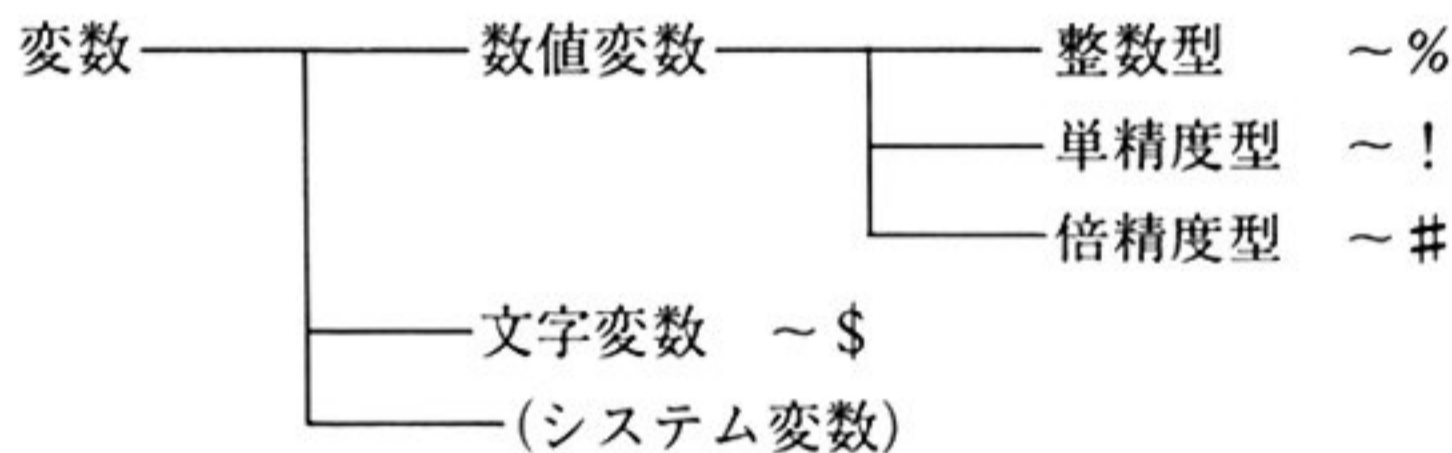 変数 数値変数 整数型 ～%
単精度型 ～!
倍精度型 ～#
文字変数 ～$
(システム変数)